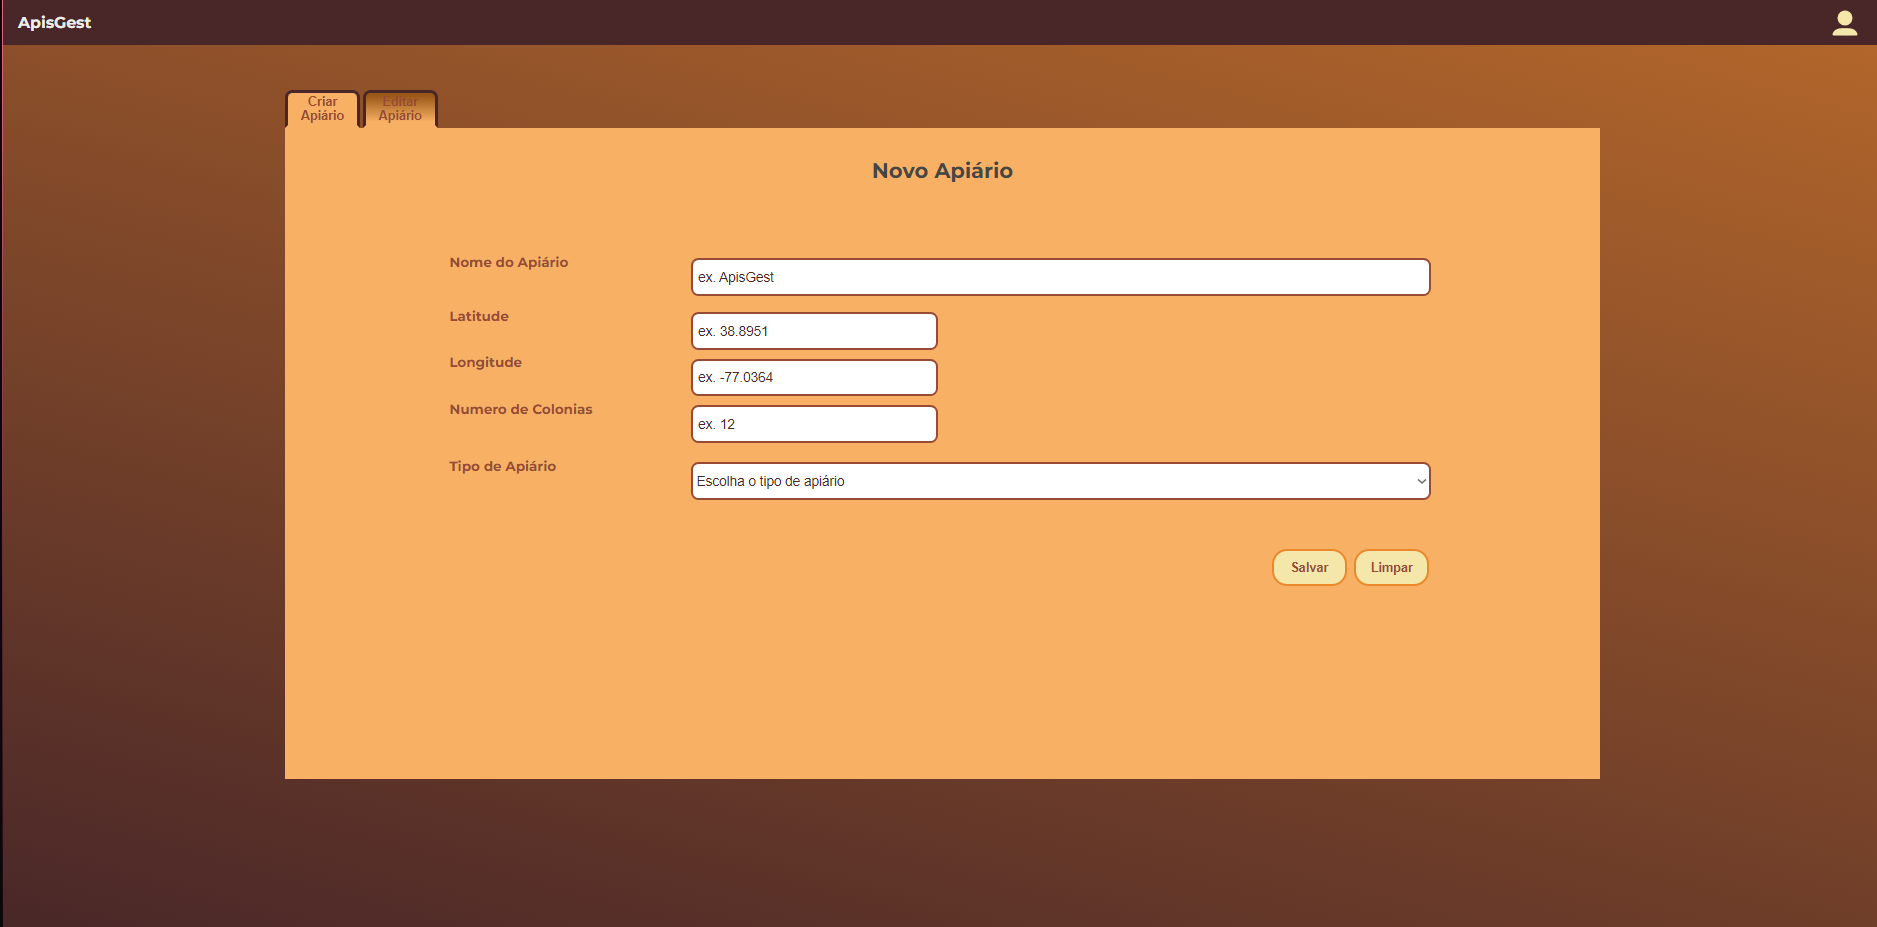 ApisGest
Criar
Apiário
Editar
Apiário
Novo Apiário
Nome do Apiário
ex. ApisGest
Latitude
ex. 38.8951
Longitude
ex. -77.0364
Numero de Colonias
ex. 12
Tipo de Apiário
Escolha o tipo de apiário
Salvar
Limpar